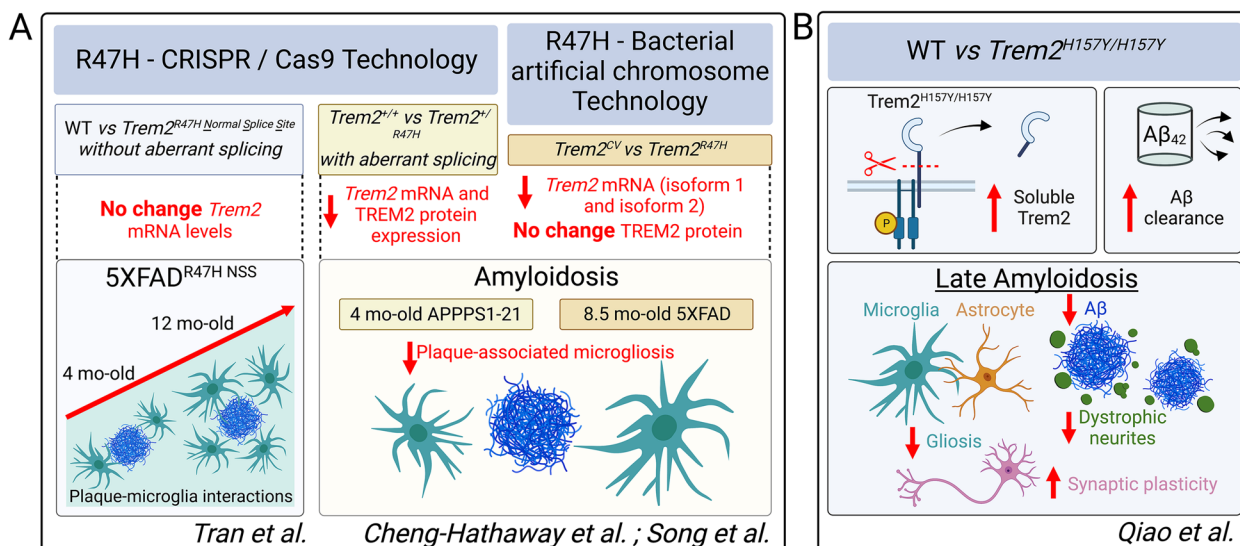 A
R47H - CRISPR / Cas9 Technology
R47H - Bacterial
artificial chromosome
Technology
WT vs Trem2R47H Normal Splice Site
without aberrant splicing
Trem2+/+ vs Trem2+/
R47H
with aberrant splicing
Trem2CV vs Trem2R47H
No change Trem2
mRNA levels
Trem2 mRNA and
TREM2 protein
expression
Trem2 mRNA (isoform 1
and isoform 2)
No change TREM2 protein
5XFADR47H NSS
12 mo-old
4 mo-old
Plaque-microglia interactions
Tran et al.
Amyloidosis
4 mo-old APPPS1-21
8.5 mo-old 5XFAD
Plaque-associated microgliosis
Cheng-Hathaway et al. ; Song et al.
B
WT vs Trem2H157Y/H157Y
Trem2H157Y/H157Y
P
Soluble
Trem2
Aβ42
Aβ
clearance
Late Amyloidosis
Microglia
Astrocyte
Aβ
Gliosis
Dystrophic
neurites
Synaptic plasticity
Qiao et al.